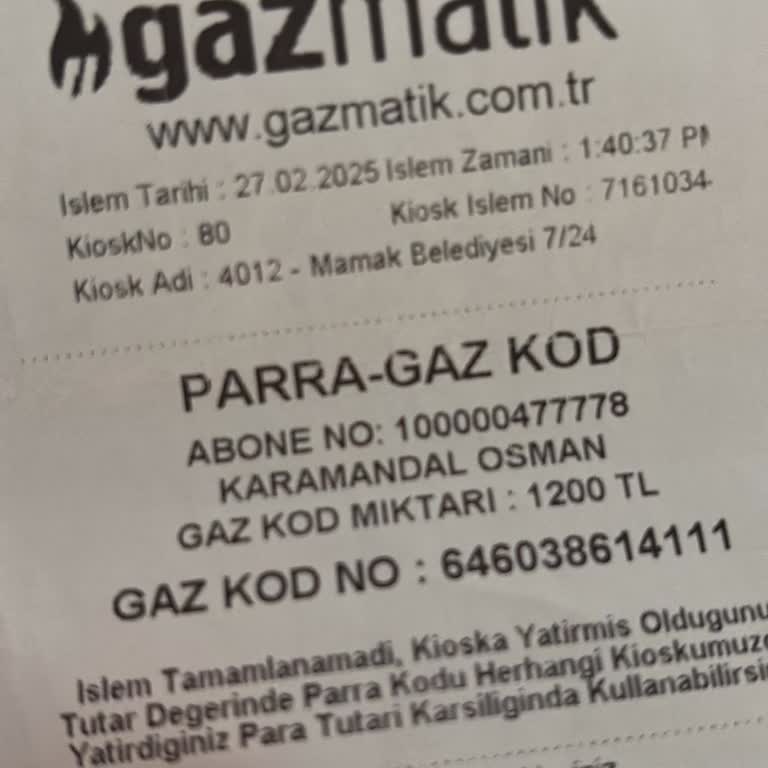 gazmatik
www.gazmatik.com.tr
Islem Tarihi : 27.02.2025 Islem Zamani : 1:40:37 PM
KioskNo : 80 Kiosk Islem No : 7161034
Kiosk Adi : 4012 - Mamak Belediyesi 7/24
PARRA-GAZ KOD
ABONE NO: 100000477778
KARAMANDAL OSMAN
GAZ KOD MIKTARI : 1200 TL
GAZ KOD NO : 646038614111
Islem Tamamlanamadi, Kioska Yatirmis Oldugunu
Tutar Degerinde Parra Kodu Herhangi Kioskumuz
Yatirdiginiz Para Tutari Karsiliginda Kullanabilirsi